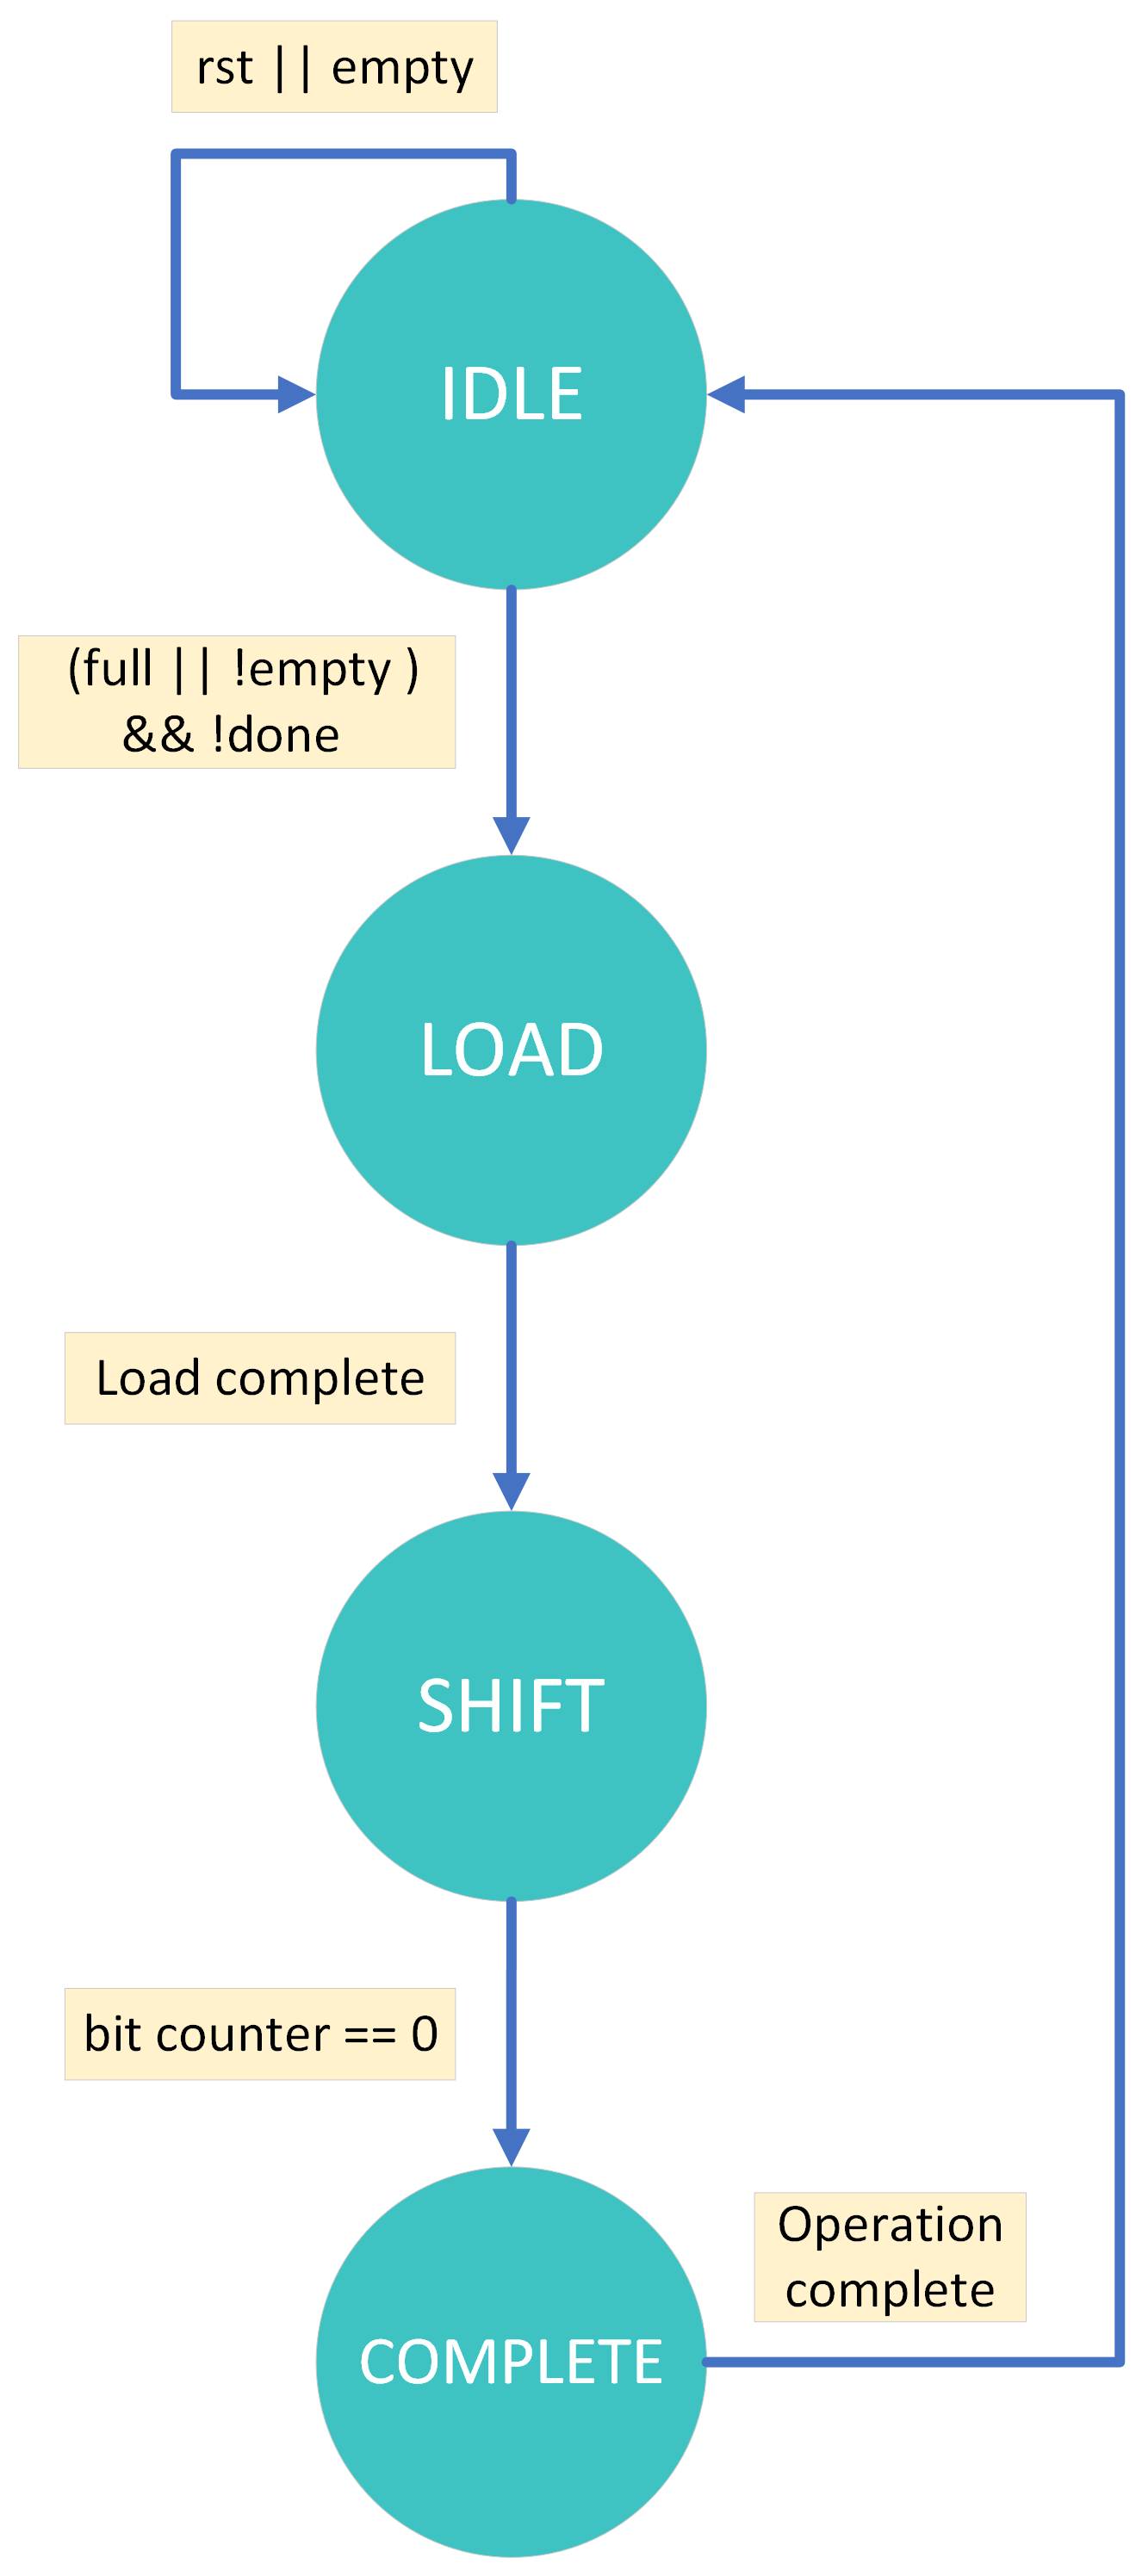 rst || empty
IDLE
(full || !empty )
&& !done
LOAD
Load complete
SHIFT
bit counter == 0
Operation
complete
COMPLETE